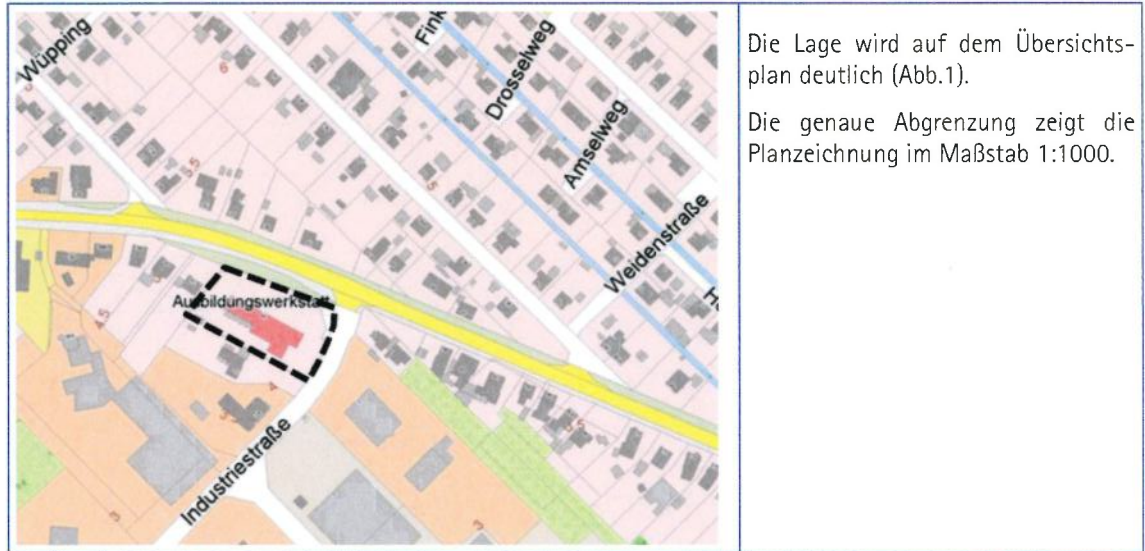 Wüpping
Fink
Drosselweg
Amselweg
Weidenstraße
Ausbildungswerkstatt
Industriestraße
Die Lage wird auf dem Übersichts-
plan deutlich (Abb.1).
Die genaue Abgrenzung zeigt die
Planzeichnung im Maßstab 1:1000.